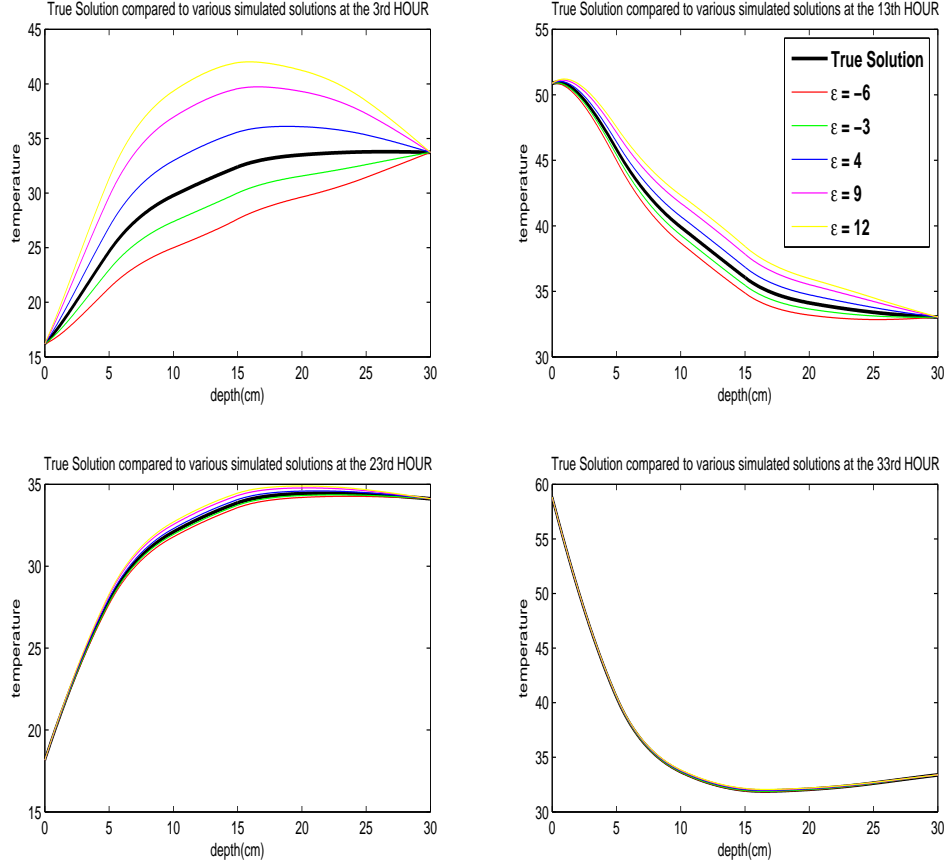 True Solution compared to various simulated solutions at the 3rd HOUR
45
40
35
30
25
20
15
temperature
0 5 10 15 20 25 30
depth(cm)
True Solution compared to various simulated solutions at the 13th HOUR
55
50
45
40
35
30
temperature
0 5 10 15 20 25 30
depth(cm)
True Solution
ε = −6
ε = −3
ε = 4
ε = 9
ε = 12
True Solution compared to various simulated solutions at the 23rd HOUR
35
30
25
20
15
temperature
0 5 10 15 20 25 30
depth(cm)
True Solution compared to various simulated solutions at the 33rd HOUR
60
55
50
45
40
35
30
temperature
0 5 10 15 20 25 30
depth(cm)